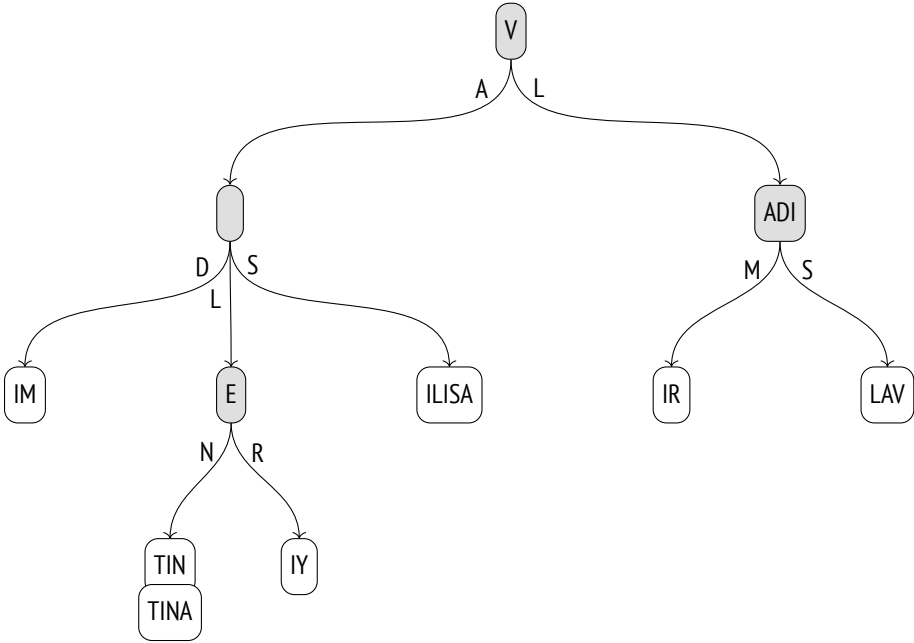 V
A L
ADI
D L S
M S
IM E ILISA IR LAV
N R
TIN IY
TINA